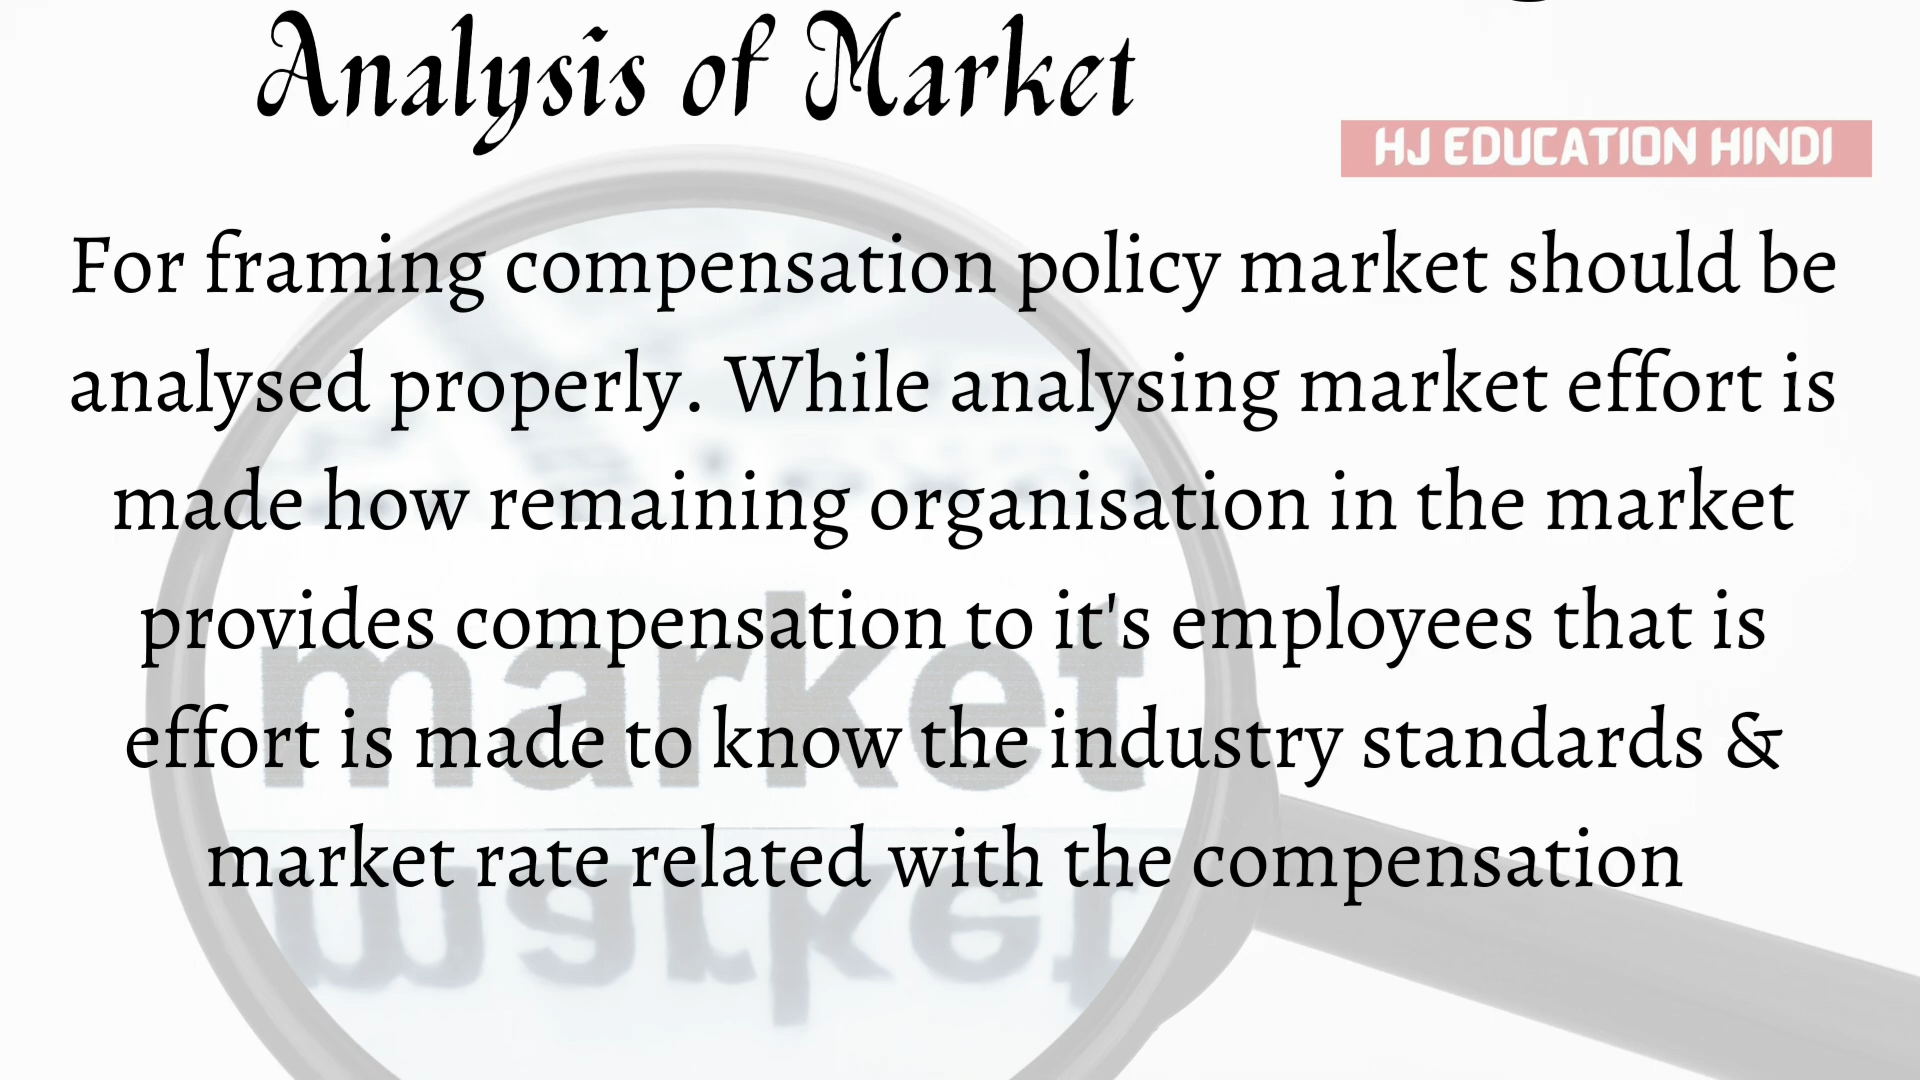 Analysis of Market
HJ EDUCATION HINDI
For framing compensation policy market should be
analysed properly. While analysing market effort is
made how remaining organisation in the market
provides compensation to it's employees that is
effort is made to know the industry standards &
market rate related with the compensation
market
market